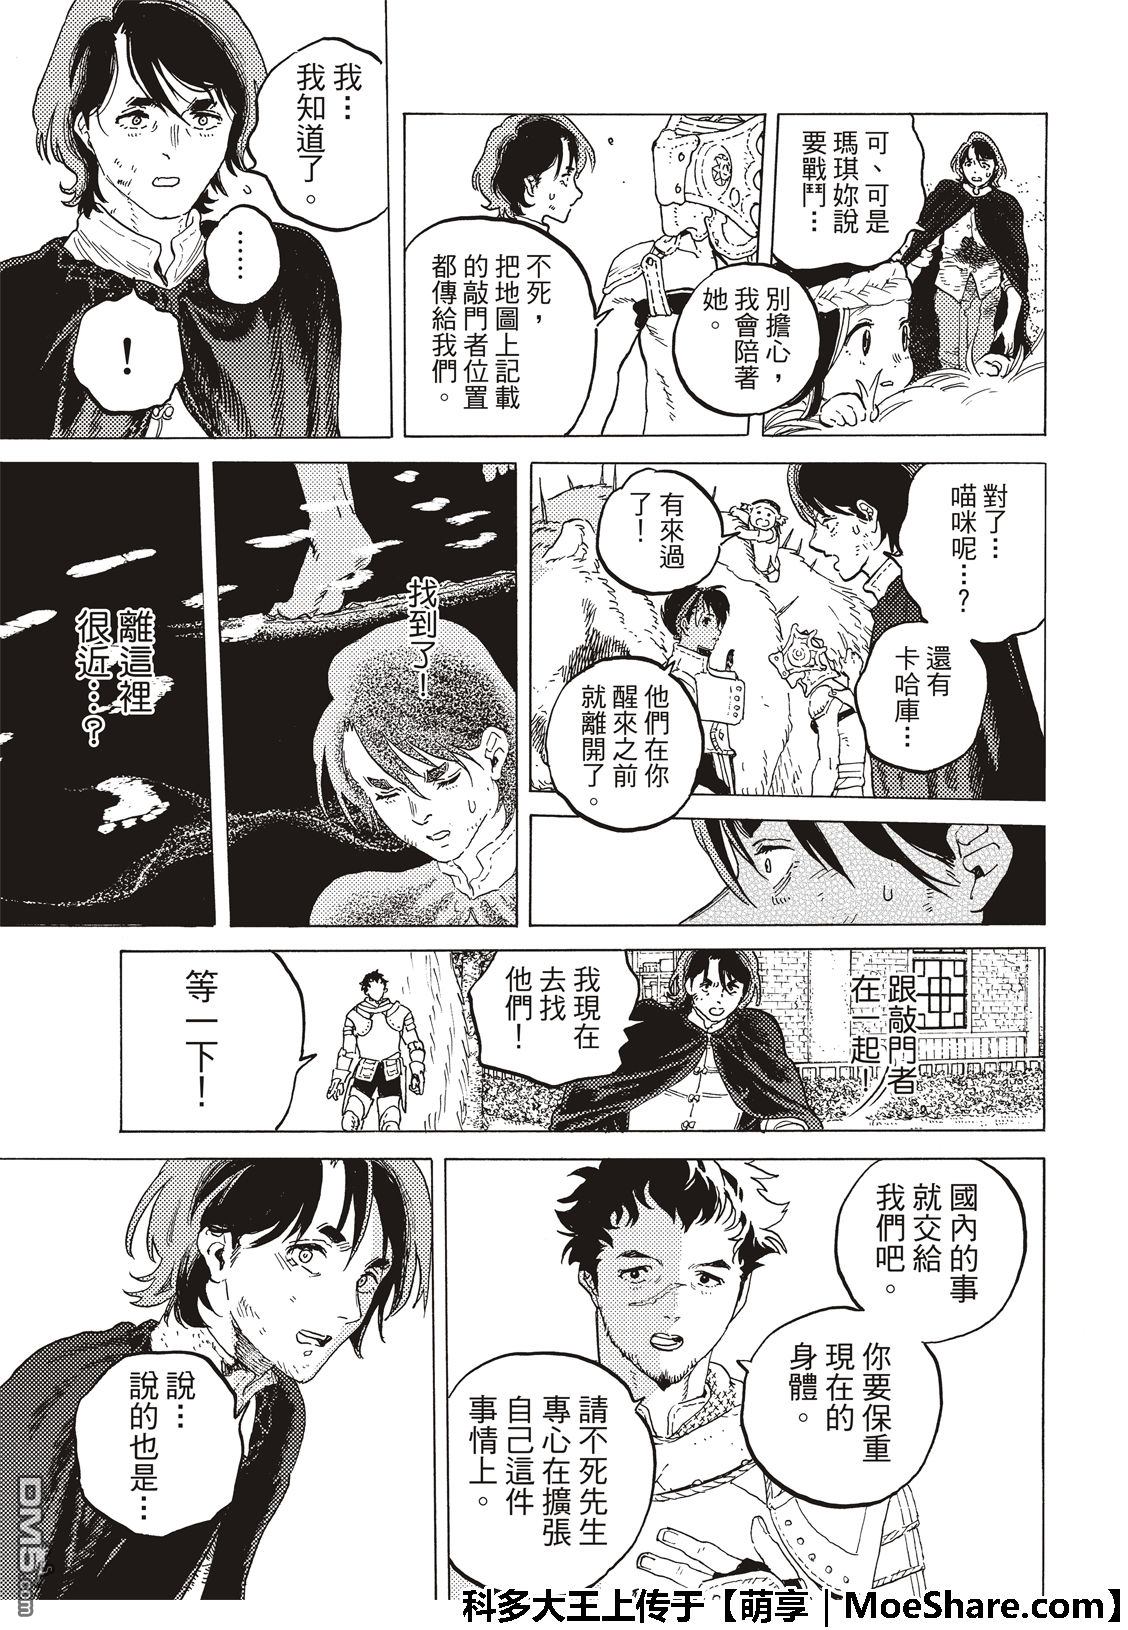 可、可是
瑪琪妳說
要戰鬥…
別擔心，
我會陪著
她。
不死，
把地圖上記載
的敲門者位置
都傳給我們。
我…
我知道了。
……
！
對了…
喵咪呢…？
還有
卡哈庫…
有來過
了！
他們在你
醒來之前
就離開了。
找到了！
離這裡
很近…？
跟敲門者
在一起！
我現在
去找
他們！
等一下！
國內的事
就交給
我們吧。
你要保重
現在的
身體。
請不死先生
專心在擴張
自己這件
事情上。
說…
說的也是…
DM5.com
科多大王上传于【萌享｜MoeShare.com】